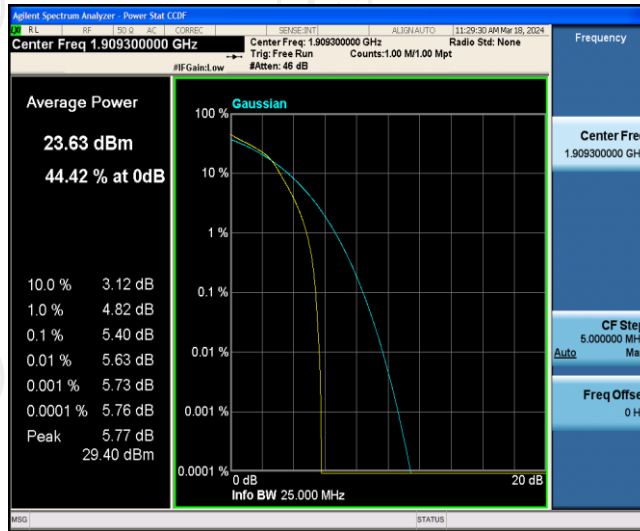 Agilent Spectrum Analyzer - Power Stat CCDF
RL RF 50 Ω AC CORREC SENSE:INT ALIGN AUTO 11:29:30 AM Mar 18, 2024
Center Freq 1.909300000 GHz
Center Freq: 1.909300000 GHz Radio Std: None
Trig: Free Run Counts:1.00 M/1.00 Mpt
#IFGain:Low #Atten: 46 dB
Frequency
Average Power
23.63 dBm
44.42 % at 0dB
10.0 % 3.12 dB
1.0 % 4.82 dB
0.1 % 5.40 dB
0.01 % 5.63 dB
0.001 % 5.73 dB
0.0001 % 5.76 dB
Peak 5.77 dB
29.40 dBm
Gaussian
100 %
10 %
1 %
0.1 %
0.01 %
0.001 %
0.0001 %
0 dB 20 dB
Info BW 25.000 MHz
Center Fre
1.909300000 GH
CF Step
5.000000 MH
Auto Ma
Freq Offse
0 H
MSG STATUS